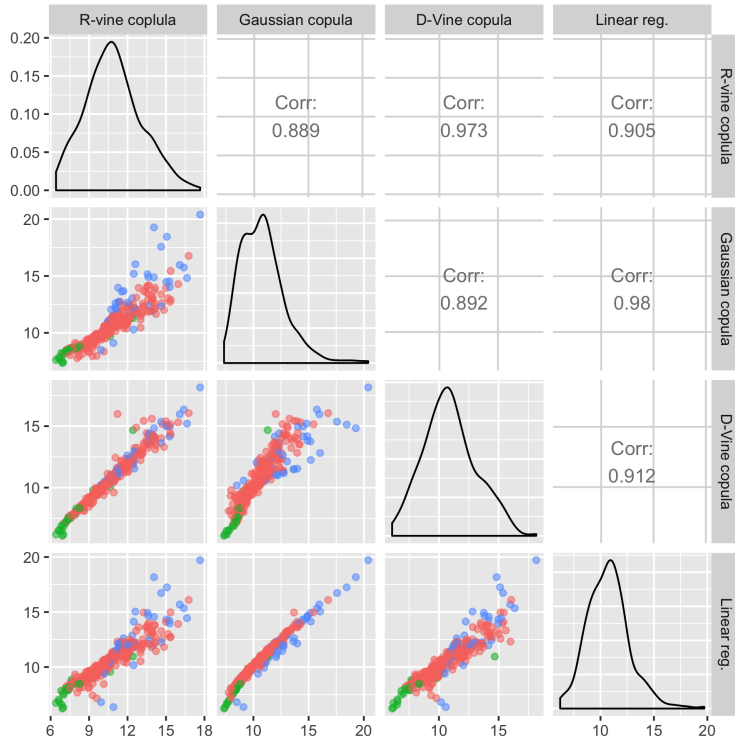 R-vine coplula Gaussian copula D-Vine copula Linear reg.
0.20
0.15
0.10
0.05
0.00
Corr:
0.889
Corr:
0.973
Corr:
0.905
R-vine coplula
20
15
10
Corr:
0.892
Corr:
0.98
Gaussian copula
15
10
Corr:
0.912
D-Vine copula
20
15
10
Linear reg.
6 9 12 15 18 10 15 20 10 15 10 15 20